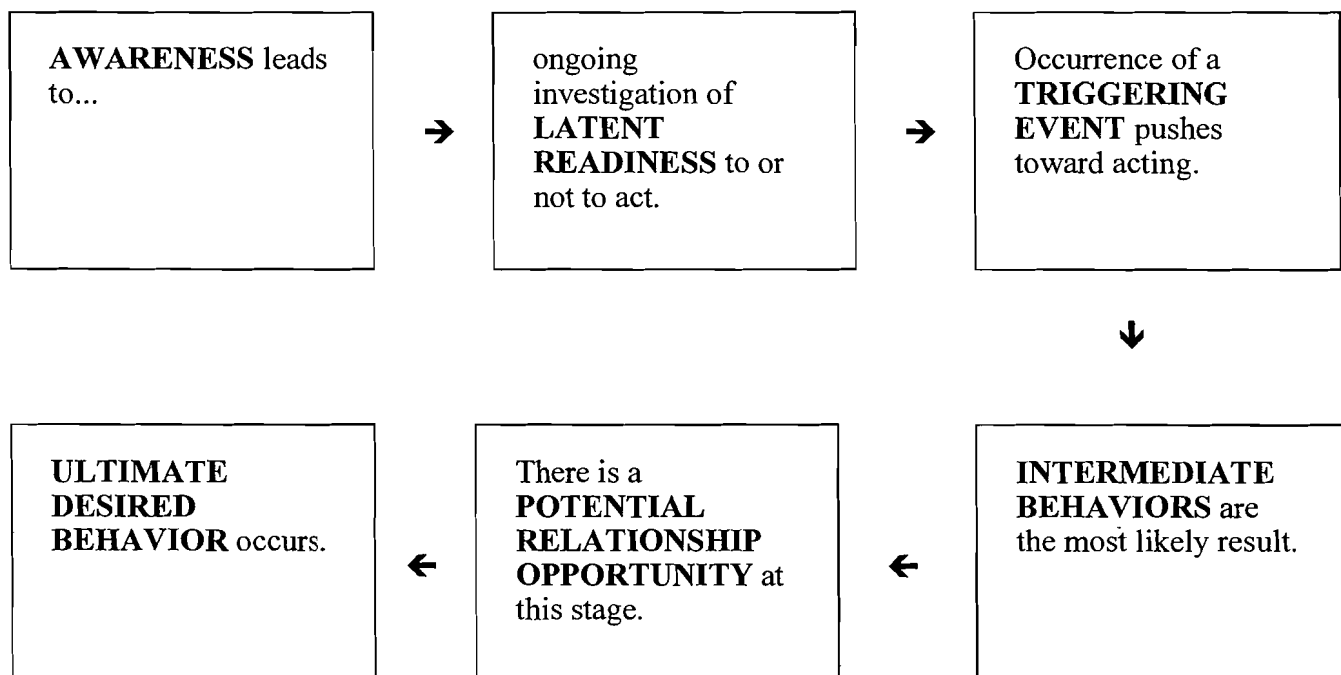 AWARENESS leads
to...
ongoing
investigation of
LATENT
READINESS to or
not to act.
Occurrence of a
TRIGGERING
EVENT pushes
toward acting.
INTERMEDIATE
BEHAVIORS are
the most likely result.
There is a
POTENTIAL
RELATIONSHIP
OPPORTUNITY at
this stage.
ULTIMATE
DESIRED
BEHAVIOR occurs.